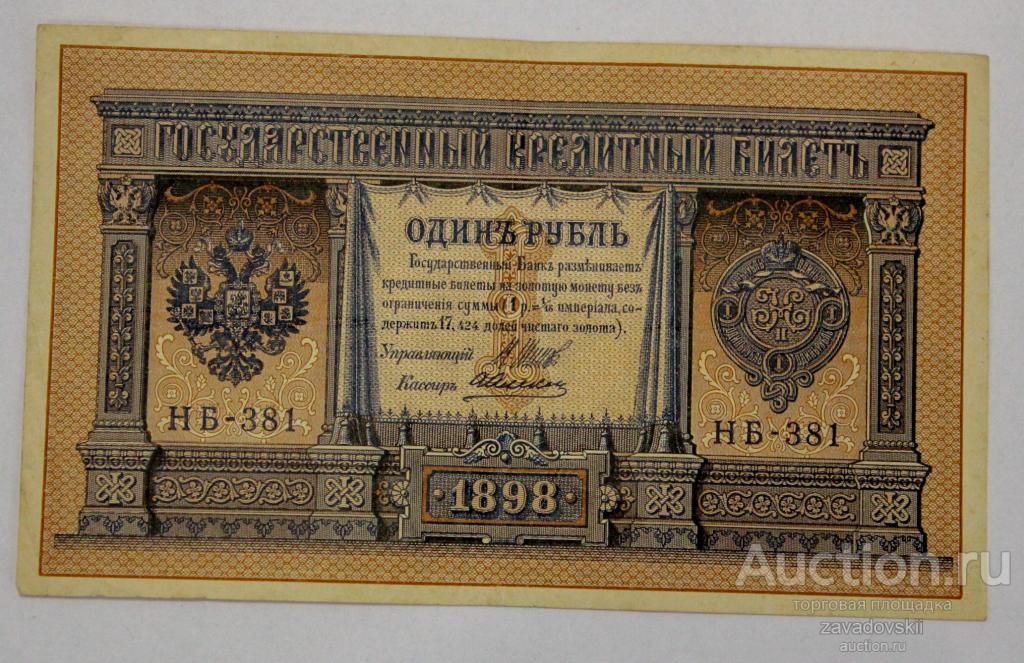 ГОСУДАРСТВЕННЫЙ КРЕДИТНЫЙ БИЛЕТЪ
ОДИНЪ РУБЛЬ
Государственный Банкъ размѣниваетъ
кредитные билеты на золотую монету безъ
ограниченія суммы (1 р. = 1/15 имперіала, со-
держитъ 17,424 долей чистаго золота).
Управляющій
Кассиръ
НБ-381
НБ-381
1898
Auction.ru
торговая площадка
zavadovskii
auction.ru